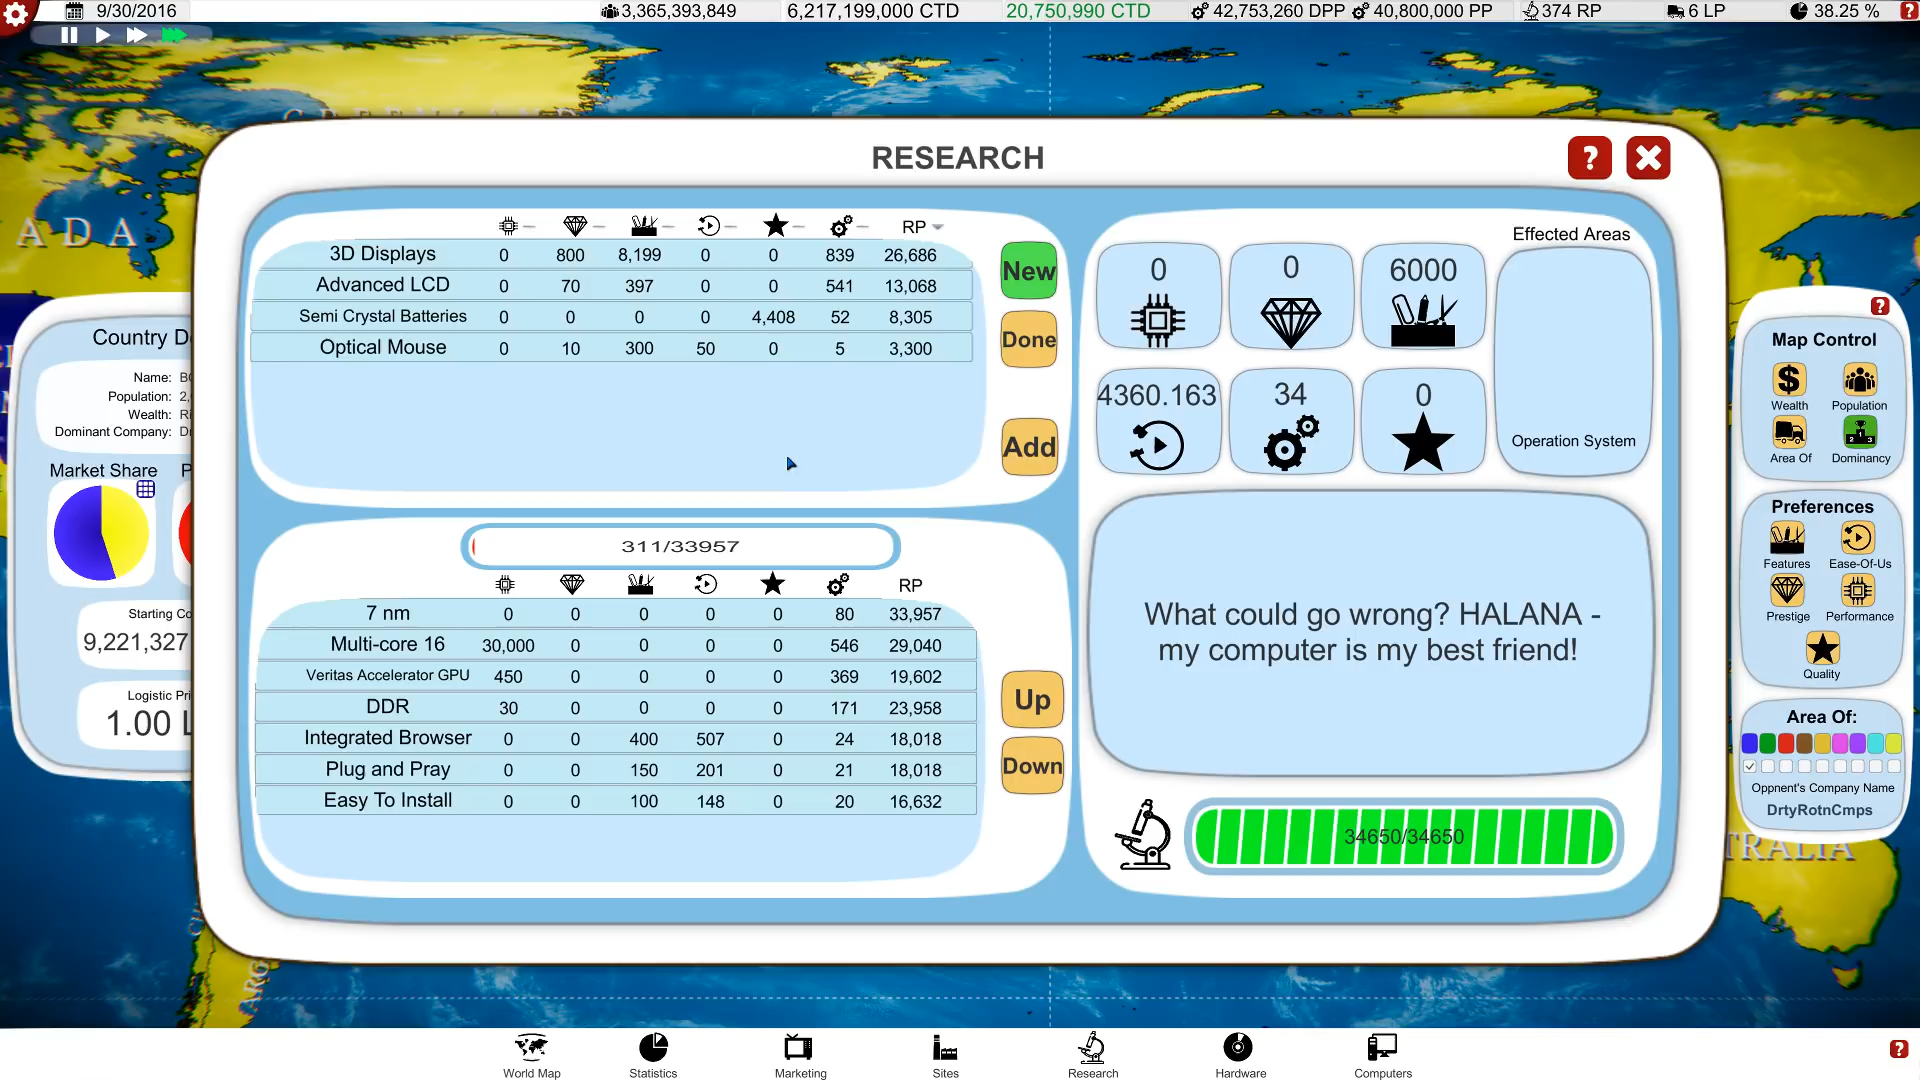 9/30/2016
3,365,393,849
6,217,199,000 CTD
20,750,990 CTD
42,753,260 DPP
40,800,000 PP
374 RP
6 LP
38.25 %
?
ADA
RESEARCH
?
RP
3D Displays 0 800 8,199 0 0 839 26,686
Advanced LCD 0 70 397 0 0 541 13,068
Semi Crystal Batteries 0 0 0 0 4,408 52 8,305
Optical Mouse 0 10 300 50 0 5 3,300
New
Done
Add
311/33957
RP
7 nm 0 0 0 0 0 80 33,957
Multi-core 16 30,000 0 0 0 0 546 29,040
Veritas Accelerator GPU 450 0 0 0 0 369 19,602
DDR 30 0 0 0 0 171 23,958
Integrated Browser 0 0 400 507 0 24 18,018
Plug and Pray 0 0 150 201 0 21 18,018
Easy To Install 0 0 100 148 0 20 16,632
Up
Down
0
0
6000
4360.163
34
0
Effected Areas
Operation System
What could go wrong? HALANA -
my computer is my best friend!
34650/34650
Country D
Name: B
Population: 2,
Wealth: Ri
Dominant Company: D
Market Share
P
Starting Co
9,221,327
Logistic Pri
1.00 L
?
Map Control
Wealth
Population
Area Of
Dominancy
Preferences
Features
Ease-Of-Us
Prestige
Performance
Quality
Area Of:
Oppnent's Company Name
DrtyRotnCmps
TRALIA
ARG
World Map
Statistics
Marketing
Sites
Research
Hardware
Computers
?